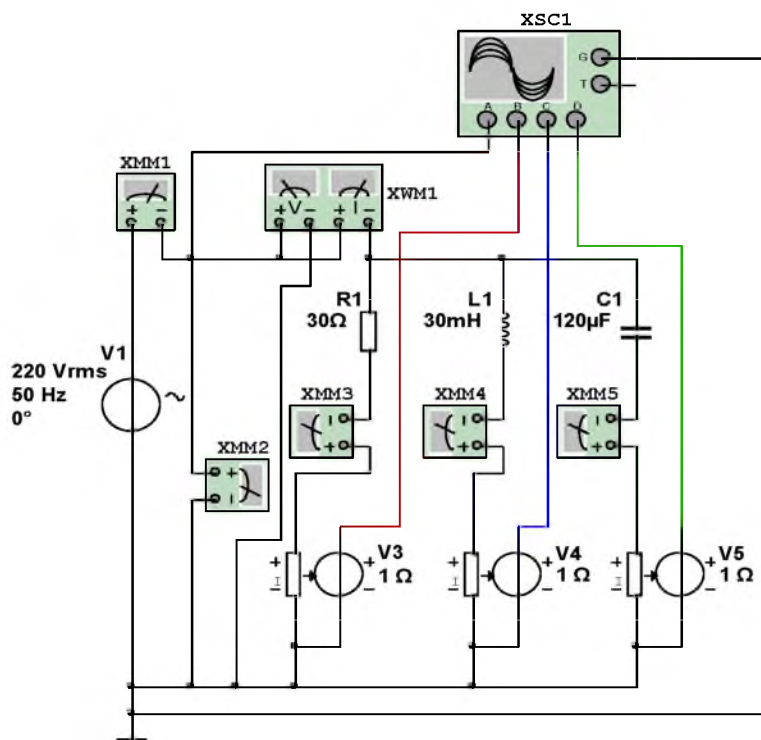 XSC1
G
T
A B C D
XMM1
XWM1
+ −
+ V − + I −
R1
30Ω
L1
30mH
C1
120µF
V1
220 Vrms
50 Hz
0°
~
XMM3
XMM4
XMM5
XMM2
+ I −
V3
1 Ω
+ −
+ I −
V4
1 Ω
+ −
+ I −
V5
1 Ω
+ −